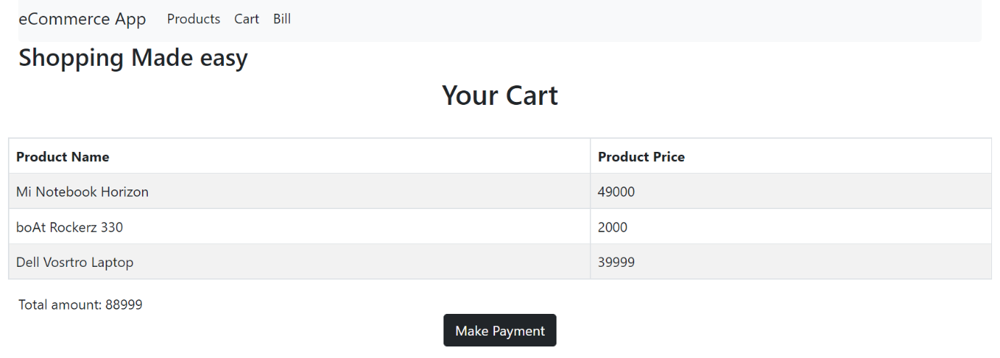 eCommerce App Products Cart Bill
Shopping Made easy
Your Cart
Product Name Product Price
Mi Notebook Horizon 49000
boAt Rockerz 330 2000
Dell Vosrtro Laptop 39999
Total amount: 88999
Make Payment